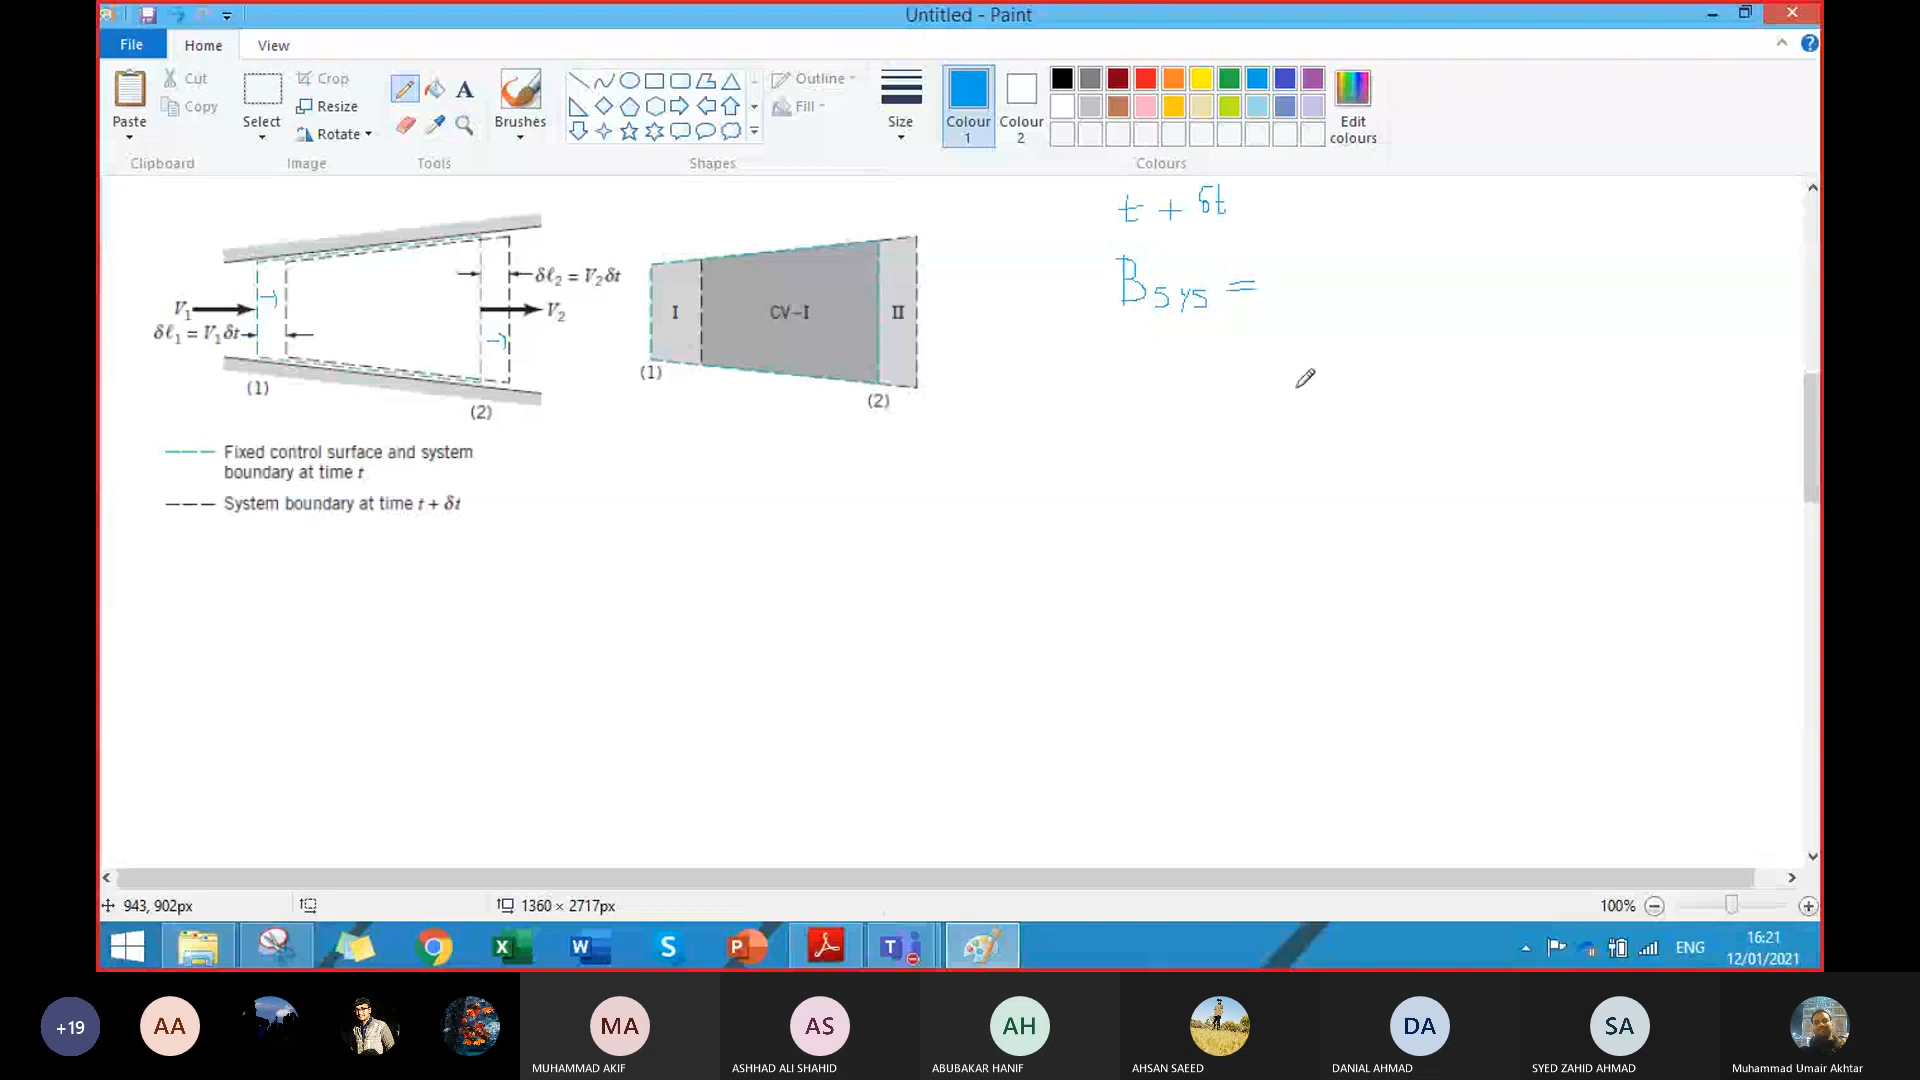 Untitled - Paint
File Home View
Paste
Cut
Copy
Clipboard
Select
Crop
Resize
Rotate
Image
A
Tools
Brushes
Shapes
Outline
Fill
Size
Colour 1
Colour 2
Edit colours
Colours
t + δt
B sys =
δℓ₂ = V₂δt
V₁
V₂
δℓ₁ = V₁δt
(1)
(2)
I CV–I II
(1)
(2)
Fixed control surface and system
boundary at time t
System boundary at time t + δt
943, 902px
1360 × 2717px
100%
ENG
16:21
12/01/2021
+19
AA
MA
MUHAMMAD AKIF
AS
ASHHAD ALI SHAHID
AH
ABUBAKAR HANIF
AHSAN SAEED
DA
DANIAL AHMAD
SA
SYED ZAHID AHMAD
Muhammad Umair Akhtar